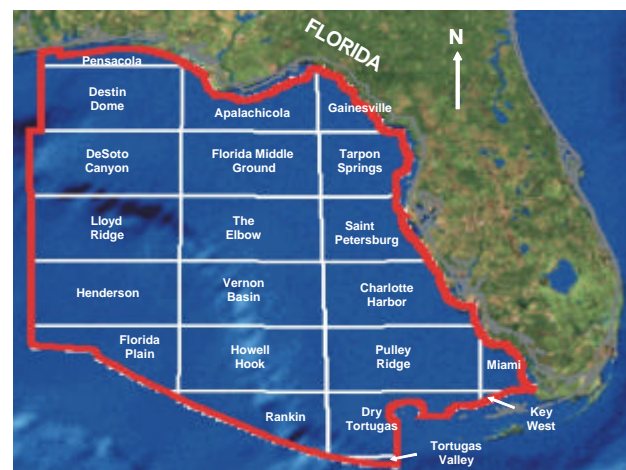 FLORIDA
N
Pensacola
Destin
Dome
Apalachicola
Gainesville
DeSoto
Canyon
Florida Middle
Ground
Tarpon
Springs
Lloyd
Ridge
The
Elbow
Saint
Petersburg
Henderson
Vernon
Basin
Charlotte
Harbor
Florida
Plain
Howell
Hook
Pulley
Ridge
Miami
Rankin
Dry
Tortugas
Key
West
Tortugas
Valley